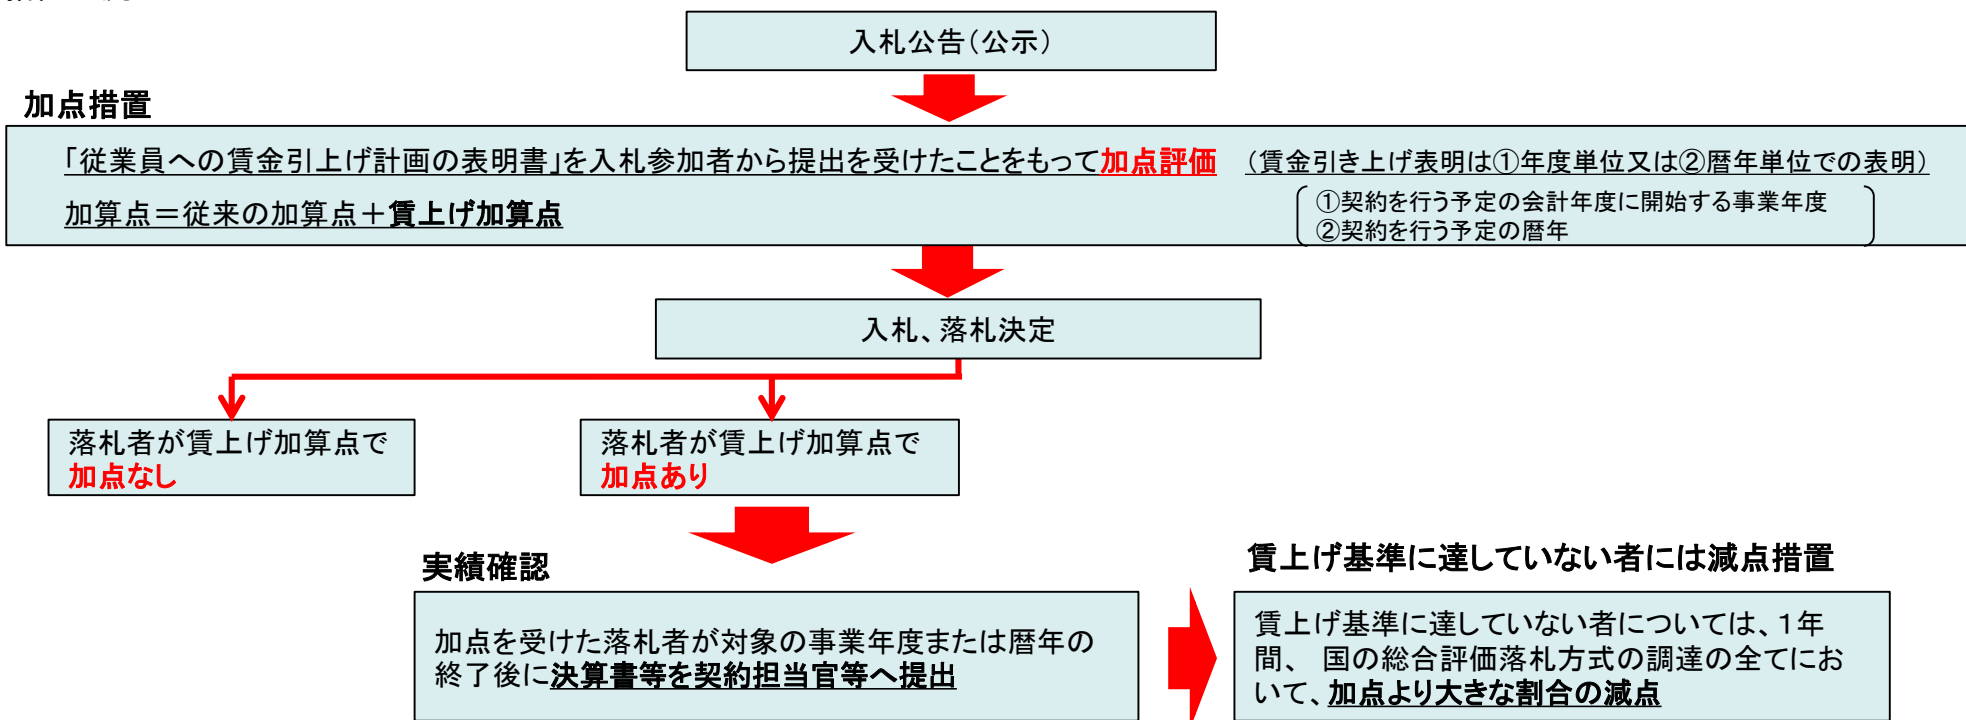 入札公告(公示)
加点措置
「従業員への賃金引上げ計画の表明書」を入札参加者から提出を受けたことをもって加点評価 (賃金引き上げ表明は①年度単位又は②暦年単位での表明)
加算点=従来の加算点+賃上げ加算点
①契約を行う予定の会計年度に開始する事業年度
②契約を行う予定の暦年
入札、落札決定
落札者が賃上げ加算点で
加点なし
落札者が賃上げ加算点で
加点あり
実績確認
加点を受けた落札者が対象の事業年度または暦年の
終了後に決算書等を契約担当官等へ提出
賃上げ基準に達していない者には減点措置
賃上げ基準に達していない者については、1年
間、 国の総合評価落札方式の調達の全てにお
いて、加点より大きな割合の減点